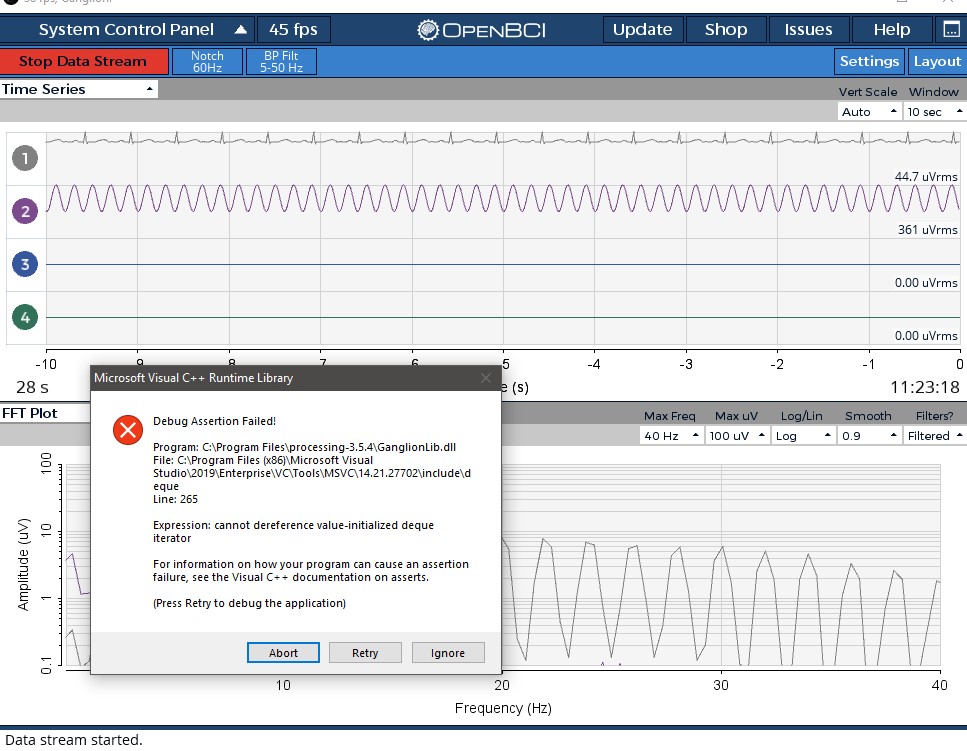 System Control Panel 45 fps OPENBCI Update Shop Issues Help
Stop Data Stream Notch 60Hz BP Filt 5-50 Hz Settings Layout
Time Series
Vert Scale Window
Auto 10 sec
1
44.7 uVrms
2
361 uVrms
3
0.00 uVrms
4
0.00 uVrms
-10 -9 -8 -7 -6 -5 -4 -3 -2 -1 0
28 s
e (s)
11:23:18
FFT Plot
Max Freq Max uV Log/Lin Smooth Filters?
40 Hz 100 uV Log 0.9 Filtered
Microsoft Visual C++ Runtime Library
Debug Assertion Failed!
Program: C:\Program Files\processing-3.5.4\GanglionLib.dll
File: C:\Program Files (x86)\Microsoft Visual
Studio\2019\Enterprise\VC\Tools\MSVC\14.21.27702\include\d
eque
Line: 265
Expression: cannot dereference value-initialized deque
iterator
For information on how your program can cause an assertion
failure, see the Visual C++ documentation on asserts.
(Press Retry to debug the application)
Abort Retry Ignore
Amplitude (uV)
100
10
1
0.1
10 20 30 40
Frequency (Hz)
Data stream started.